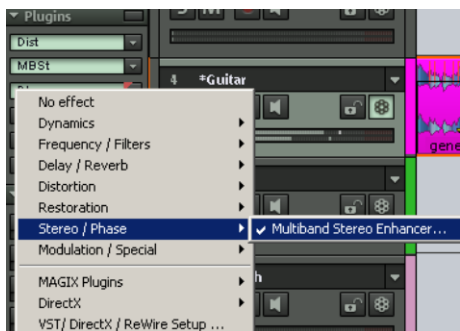 Plugins
S M
Dist
MBSt
4 *Guitar
No effect
Dynamics
Frequency / Filters
Delay / Reverb
Distortion
Restoration
Stereo / Phase
Multiband Stereo Enhancer...
Modulation / Special
MAGIX Plugins
DirectX
VST/ DirectX / ReWire Setup ...
gene
h